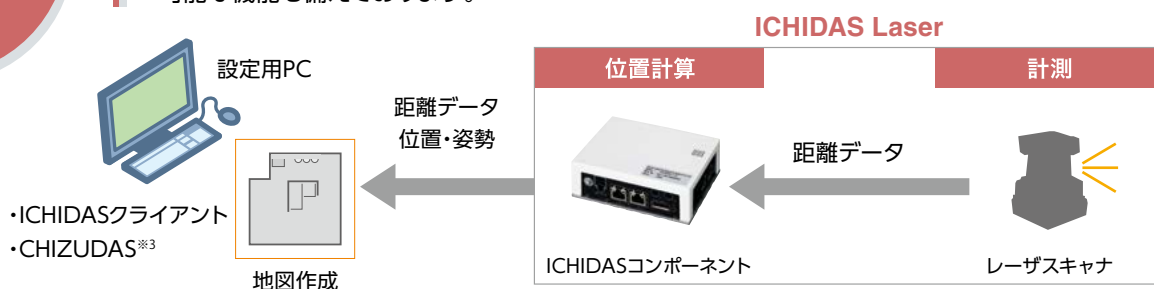 ICHIDAS Laser
設定用PC
位置計算
計測
距離データ
位置・姿勢
距離データ
・ICHIDASクライアント
・CHIZUDAS※3
地図作成
ICHIDASコンポーネント
レーザスキャナ